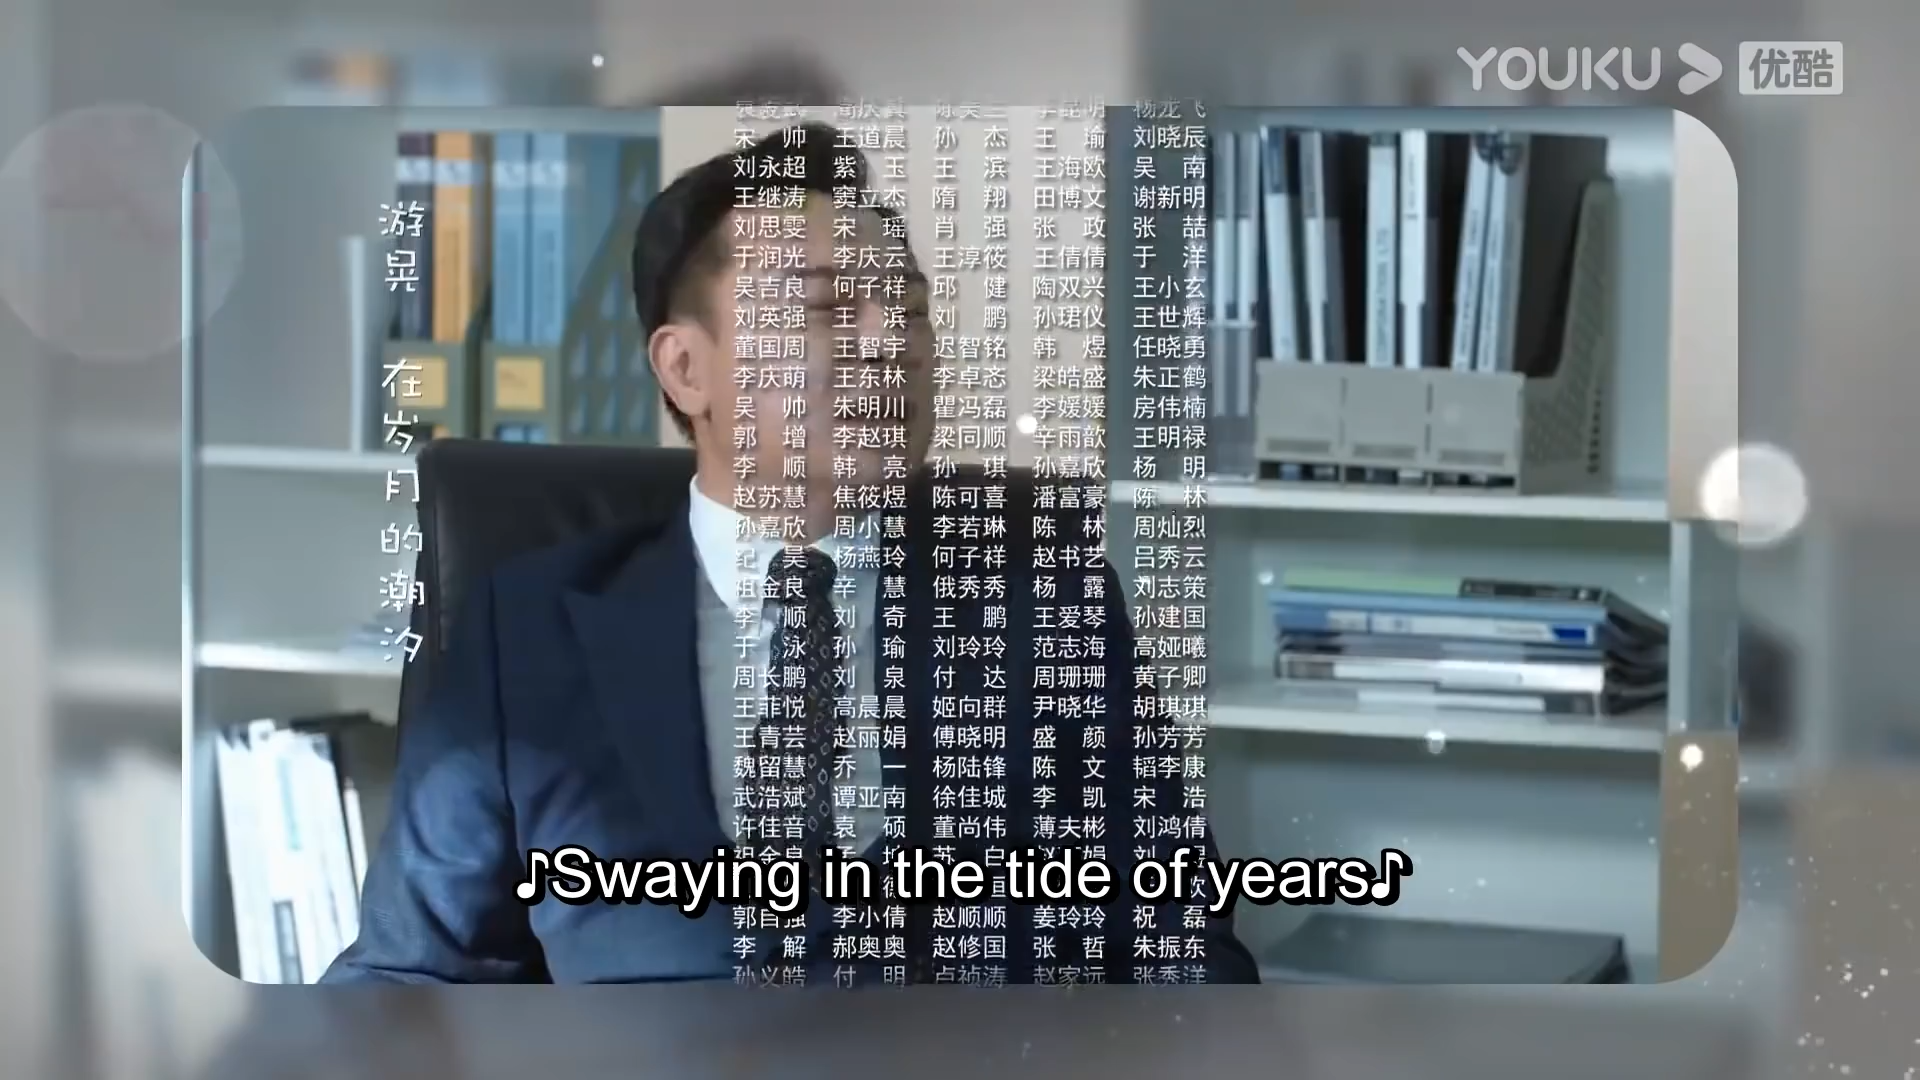 YOUKU 优酷
游晃 在岁月的潮汐
宋帅 王道晨 孙杰 王瑜 刘晓辰
刘永超 紫玉 王滨 王海欧 吴南
王继涛 窦立杰 隋翔 田博文 谢新明
刘思雯 宋瑶 肖强 张政 张喆
于润光 李庆云 王淳筱 王倩倩 于洋
吴吉良 何子祥 邱健 陶双兴 王小玄
刘英强 王滨 刘鹏 孙珺仪 王世辉
董国周 王智宇 迟智铭 韩煜 任晓勇
李庆萌 王东林 李卓忞 梁皓盛 朱正鹤
吴帅 朱明川 瞿冯磊 李媛媛 房伟楠
郭增 李赵琪 梁同顺 辛雨歆 王明禄
李顺 韩亮 孙琪 孙嘉欣 杨明
赵苏慧 焦筱煜 陈可喜 潘富豪 陈林
孙嘉欣 周小慧 李若琳 陈林 周灿烈
纪昊 杨燕玲 何子祥 赵书艺 吕秀云
祖金良 辛慧 俄秀秀 杨露 刘志策
李顺 刘奇 王鹏 王爱琴 孙建国
于泳 孙瑜 刘玲玲 范志海 高娅曦
周长鹏 刘泉 付达 周珊珊 黄子卿
王菲悦 高晨晨 姬向群 尹晓华 胡琪琪
王青芸 赵丽娟 傅晓明 盛颜 孙芳芳
魏留慧 乔一 杨陆锋 陈文 韬李康
武浩斌 谭亚南 徐佳城 李凯 宋浩
许佳音 袁硕 董尚伟 薄夫彬 刘鸿倩
♪Swaying in the tide of years♪
郭自强 李小倩 赵顺顺 姜玲玲 祝磊
李解 郝奥奥 赵修国 张哲 朱振东
孙义皓 付明 卢祯涛 赵家远 张秀洋